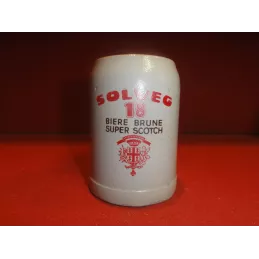 SOLVEG
18
BIERE BRUNE
SUPER SCOTCH